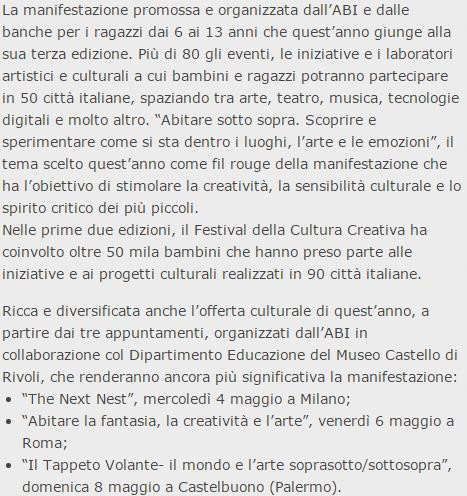 La manifestazione promossa e organizzata dall’ABI e dalle
banche per i ragazzi dai 6 ai 13 anni che quest’anno giunge alla
sua terza edizione. Più di 80 gli eventi, le iniziative e i laboratori
artistici e culturali a cui bambini e ragazzi potranno partecipare
in 50 città italiane, spaziando tra arte, teatro, musica, tecnologie
digitali e molto altro. “Abitare sotto sopra. Scoprire e
sperimentare come si sta dentro i luoghi, l’arte e le emozioni”, il
tema scelto quest’anno come fil rouge della manifestazione che
ha l’obiettivo di stimolare la creatività, la sensibilità culturale e lo
spirito critico dei più piccoli.
Nelle prime due edizioni, il Festival della Cultura Creativa ha
coinvolto oltre 50 mila bambini che hanno preso parte alle
iniziative e ai progetti culturali realizzati in 90 città italiane.
Ricca e diversificata anche l’offerta culturale di quest’anno, a
partire dai tre appuntamenti, organizzati dall’ABI in
collaborazione col Dipartimento Educazione del Museo Castello di
Rivoli, che renderanno ancora più significativa la manifestazione:
• “The Next Nest”, mercoledì 4 maggio a Milano;
• “Abitare la fantasia, la creatività e l’arte”, venerdì 6 maggio a
Roma;
• “Il Tappeto Volante- il mondo e l’arte soprasotto/sottosopra”,
domenica 8 maggio a Castelbuono (Palermo).